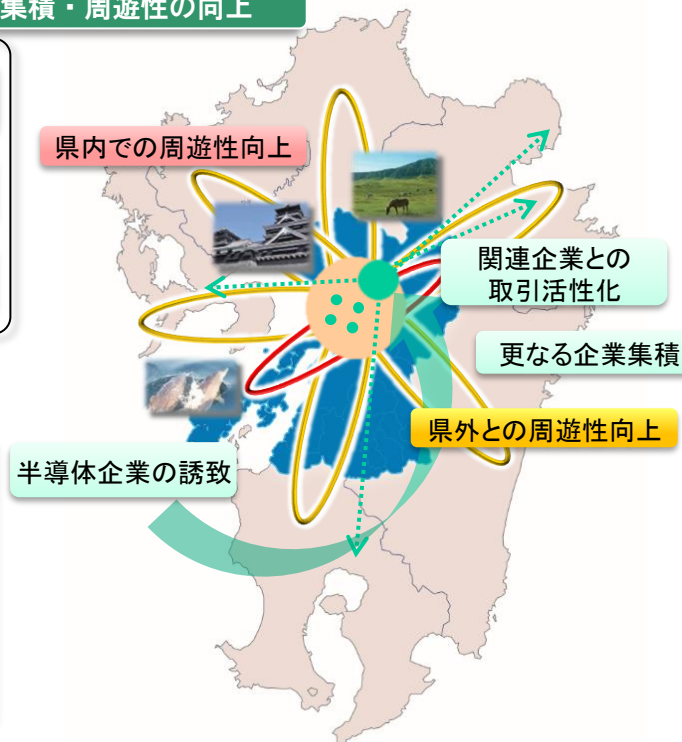 集積・周遊性の向上
県内での周遊性向上
関連企業との
取引活性化
更なる企業集積
県外との周遊性向上
半導体企業の誘致